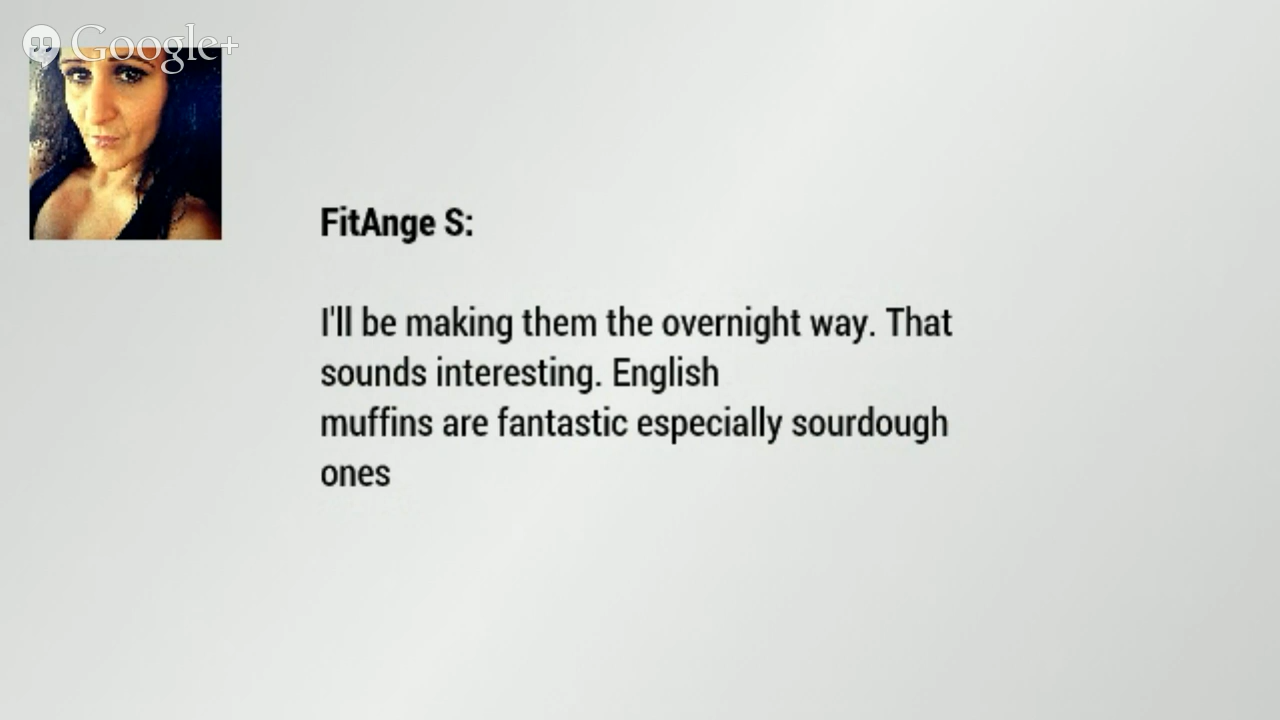 Google+
FitAnge S:
I'll be making them the overnight way. That
sounds interesting. English
muffins are fantastic especially sourdough
ones